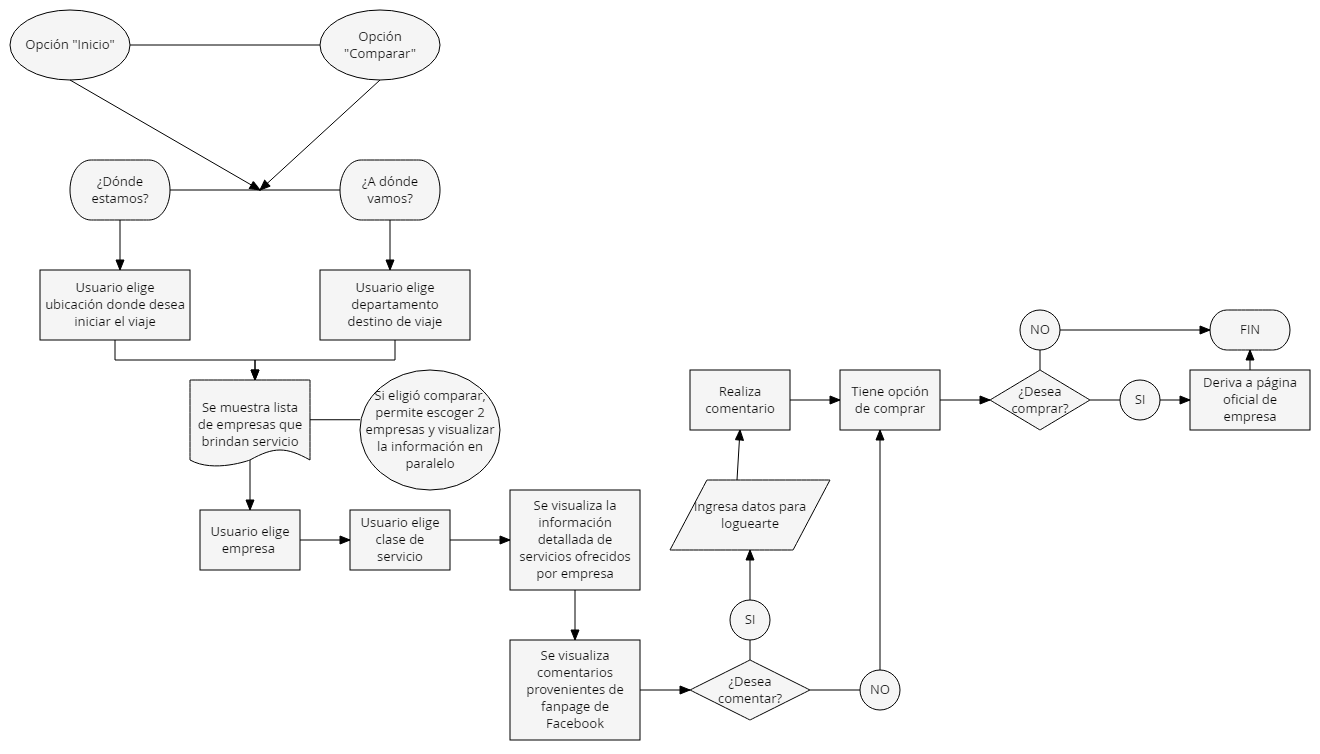 Opción "Inicio"
Opción
"Comparar"
¿Dónde
estamos?
¿A dónde
vamos?
Usuario elige
ubicación donde desea
iniciar el viaje
Usuario elige
departamento
destino de viaje
Se muestra lista
de empresas que
brindan servicio
Si eligió comparar,
permite escoger 2
empresas y visualizar
la información en
paralelo
Usuario elige
empresa
Usuario elige
clase de
servicio
Se visualiza la
información
detallada de
servicios ofrecidos
por empresa
Se visualiza
comentarios
provenientes de
fanpage de
Facebook
¿Desea
comentar?
SI
NO
Ingresa datos para
loguearte
Realiza
comentario
Tiene opción
de comprar
¿Desea
comprar?
NO
SI
Deriva a página
oficial de
empresa
FIN